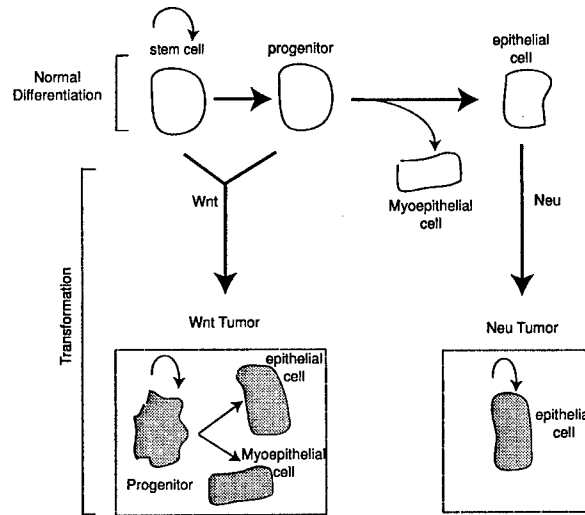 stem cell
progenitor
epithelial
cell
Normal
Differentiation
Myoepithelial
cell
Wnt
Neu
Transformation
Wnt Tumor
Neu Tumor
epithelial
cell
Progenitor
Myoepithelial
cell
epithelia
cell